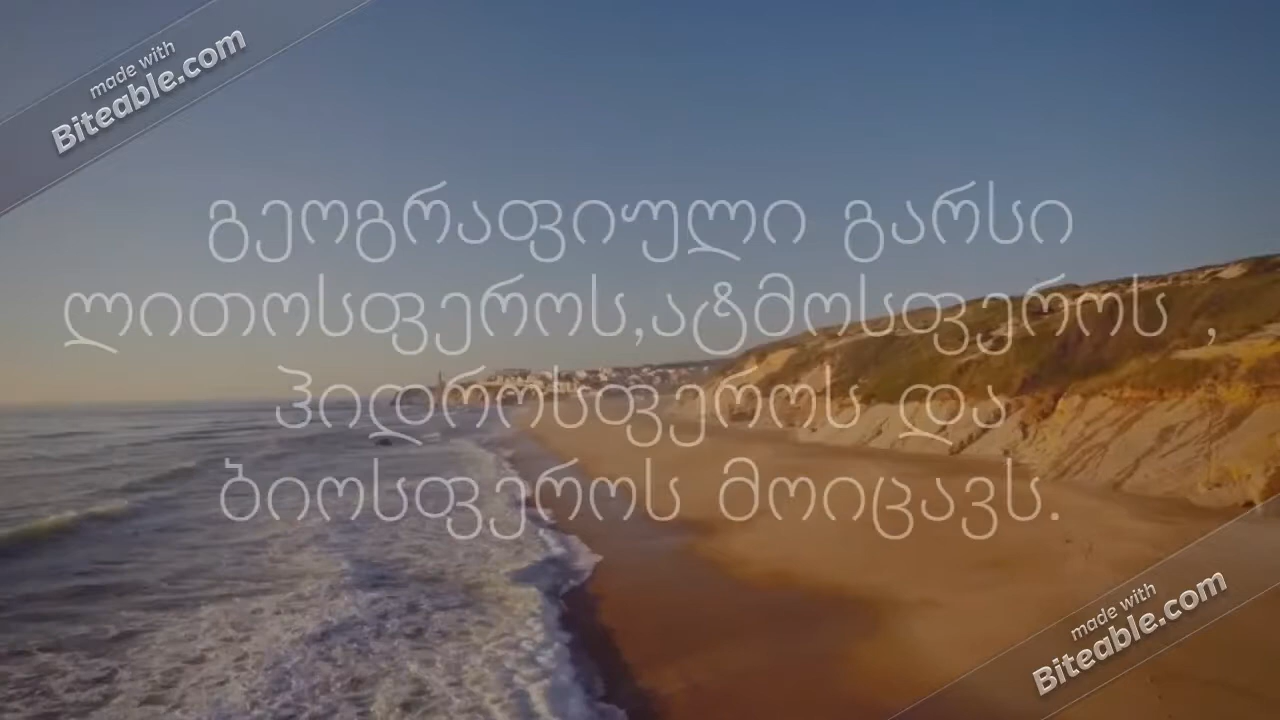 made with
Biteable.com
გეოგრაფიული გარსი
ლითოსფეროს,ატმოსფეროს ,
ჰიდროსფეროს და
ბიოსფეროს მოიცავს.
made with
Biteable.com